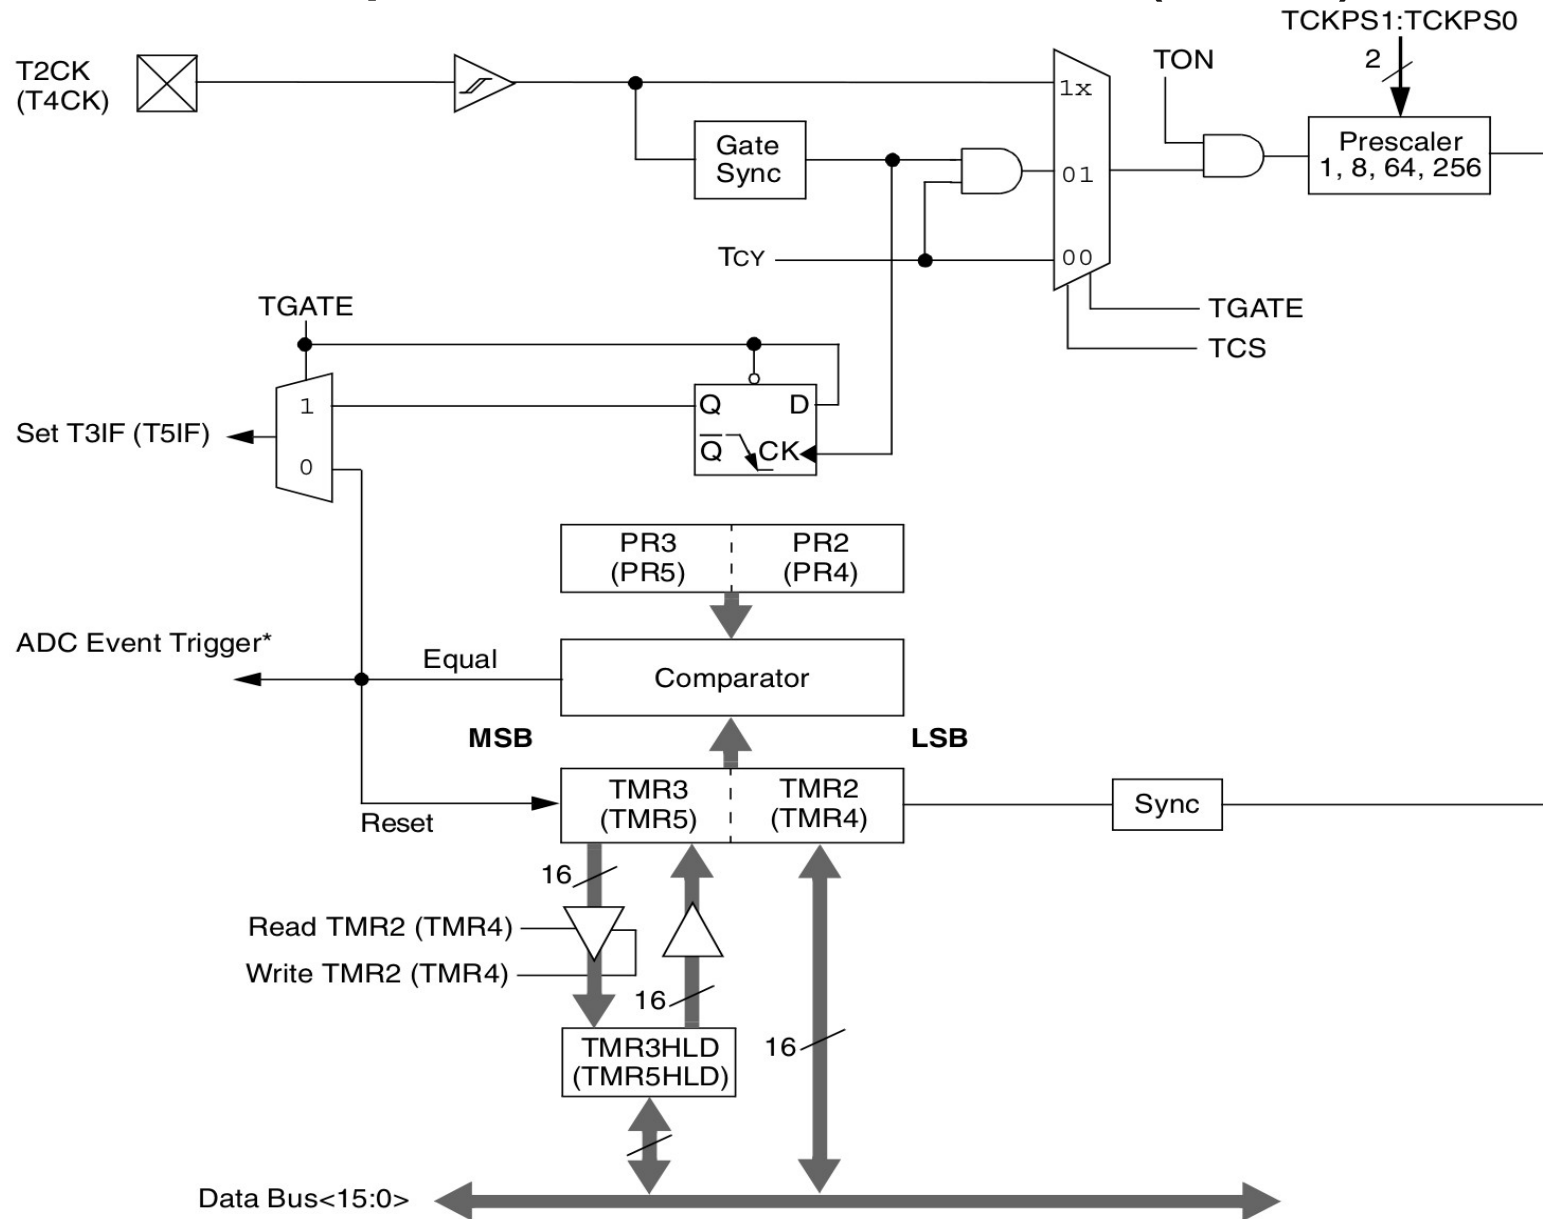 TCKPS1:TCKPS0
2
TON
T2CK
(T4CK)
1x
Gate
Sync
Prescaler
1, 8, 64, 256
01
TCY
00
TGATE
TGATE
TCS
1
Q
D
Set T3IF (T5IF)
Q
CK
0
PR3
(PR5)
PR2
(PR4)
ADC Event Trigger*
Equal
Comparator
MSB
LSB
TMR3
(TMR5)
TMR2
(TMR4)
Sync
Reset
16
Read TMR2 (TMR4)
Write TMR2 (TMR4)
16
TMR3HLD
(TMR5HLD)
16
Data Bus<15:0>